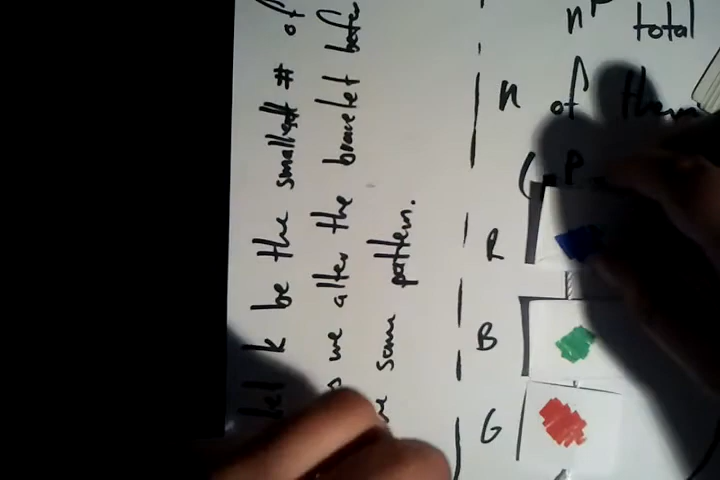 let k be the smallest # of
we alter the bracelet before
same pattern.
n^p total
n of them
R
B
G